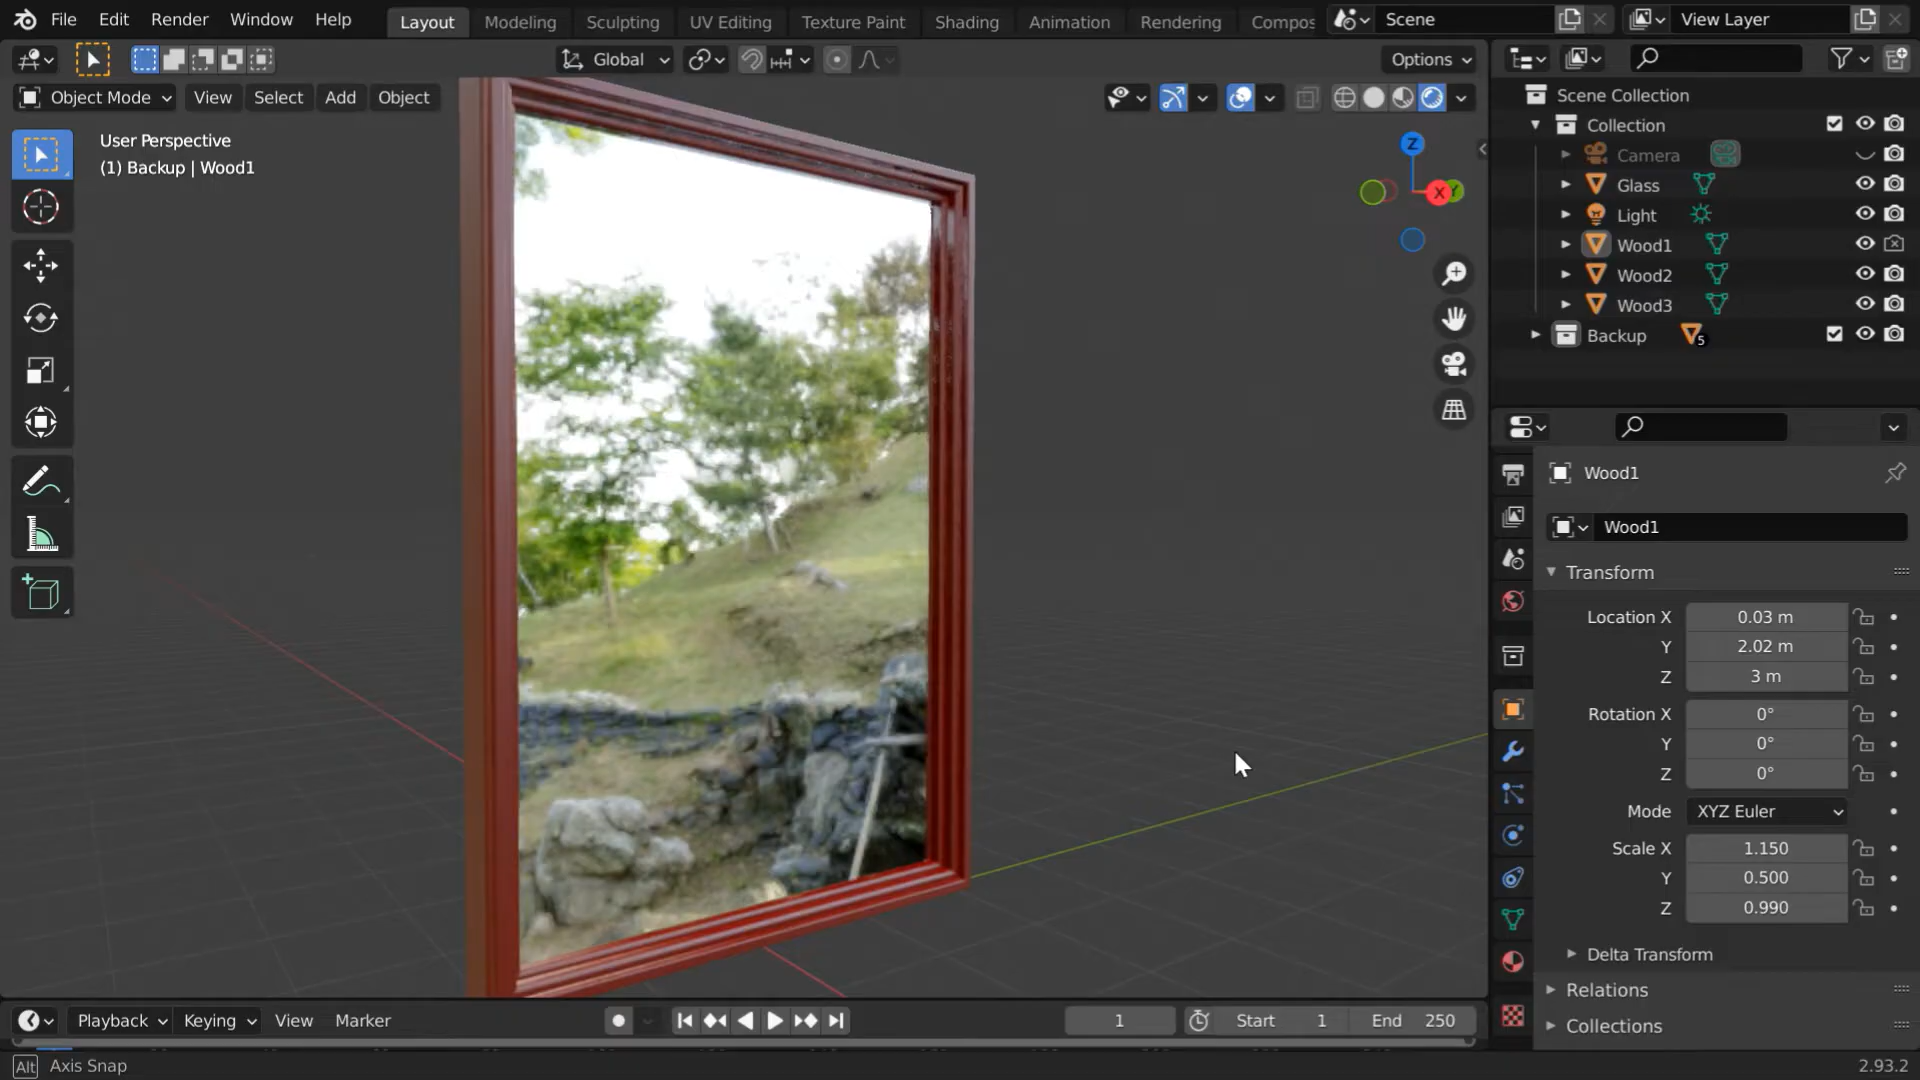 File Edit Render Window Help
Layout Modeling Sculpting UV Editing Texture Paint Shading Animation Rendering Compos
Scene
View Layer
Global
Options
Object Mode View Select Add Object
User Perspective
(1) Backup | Wood1
Z
X
Y
Scene Collection
Collection
Camera
Glass
Light
Wood1
Wood2
Wood3
Backup 5
Wood1
Wood1
Transform
Location X 0.03 m
Y 2.02 m
Z 3 m
Rotation X 0°
Y 0°
Z 0°
Mode XYZ Euler
Scale X 1.150
Y 0.500
Z 0.990
Delta Transform
Relations
Collections
Playback Keying View Marker
1
Start 1 End 250
Alt Axis Snap
2.93.2